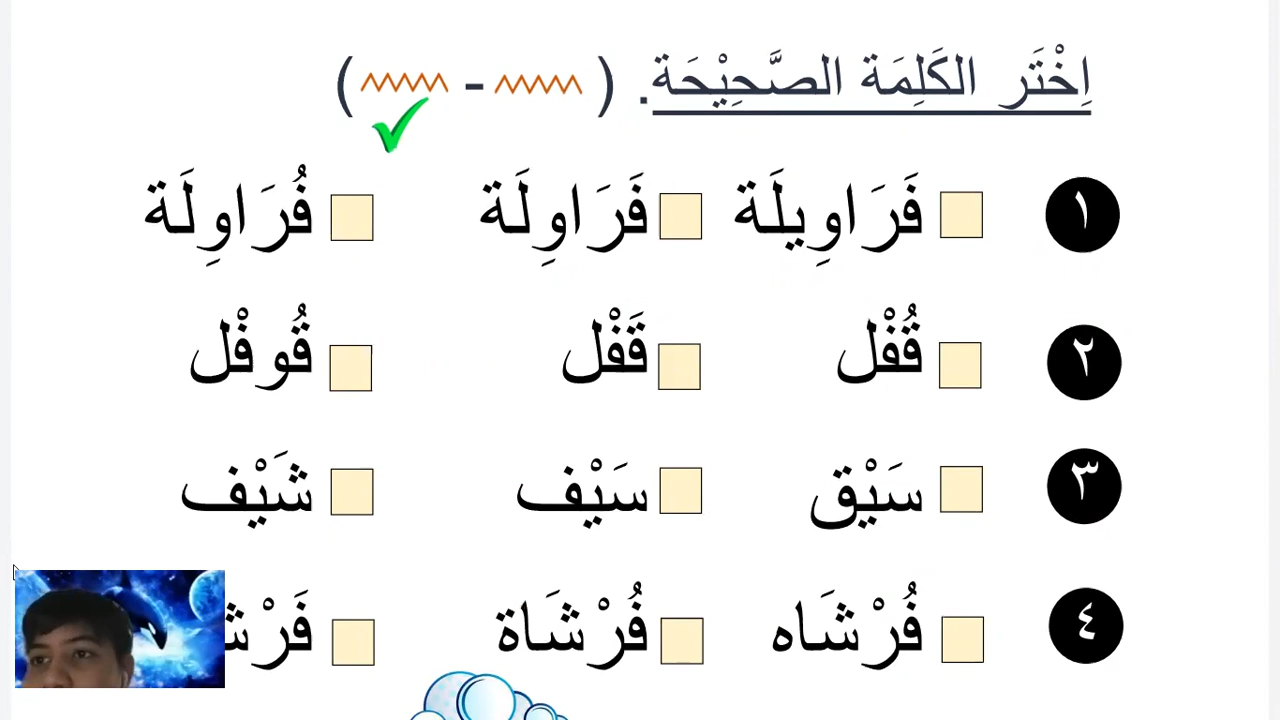 اِخْتَر الكَلِمَة الصَّحِيْحَة. ( - )
١ فَرَاوِيلَة فَرَاوِلَة فُرَاوِلَة
٢ قُفْل قَفْل قُوفْل
٣ سَيْق سَيْف شَيْف
٤ فُرْشَاه فُرْشَاة